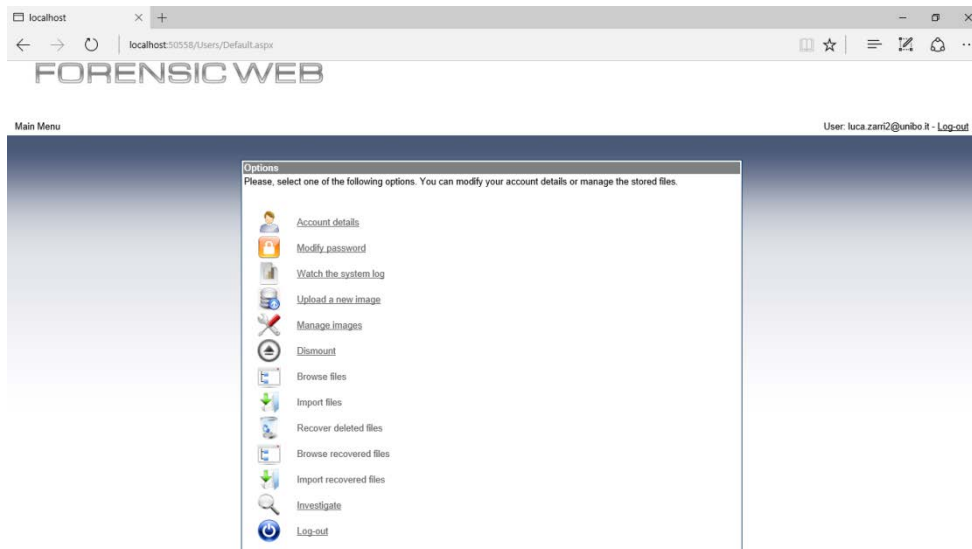 localhost
localhost:50558/Users/Default.aspx
FORENSIC WEB
Main Menu
User: luca.zarri2@unibo.it - Log-out
Options
Please, select one of the following options. You can modify your account details or manage the stored files.
Account details
Modify password
Watch the system log
Upload a new image
Manage images
Dismount
Browse files
Import files
Recover deleted files
Browse recovered files
Import recovered files
Investigate
Log-out